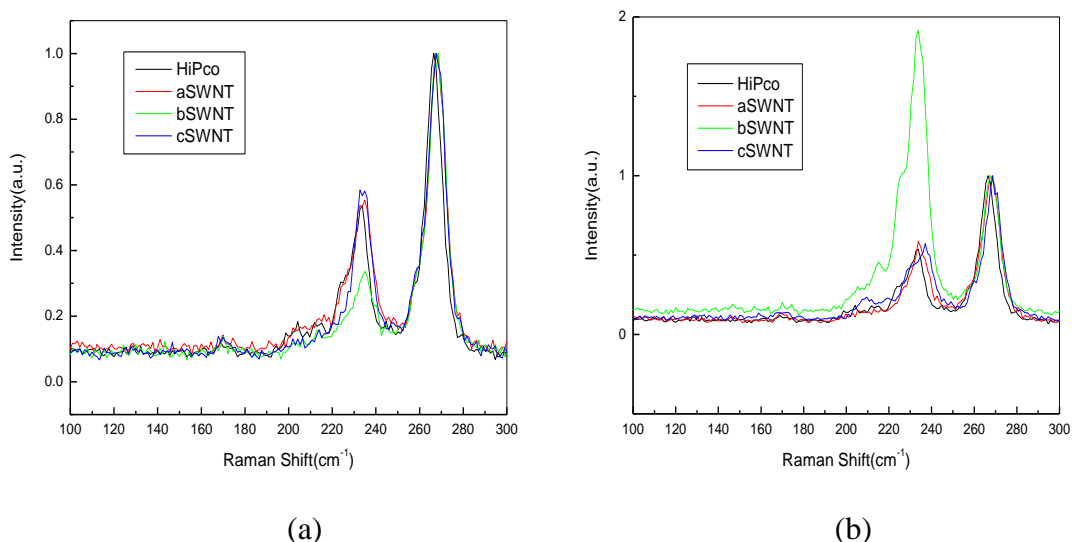 HiPco
aSWNT
bSWNT
cSWNT
Intensity(a.u.)
1.0
0.8
0.6
0.4
0.2
0.0
100 120 140 160 180 200 220 240 260 280 300
Raman Shift(cm⁻¹)
(a)
HiPco
aSWNT
bSWNT
cSWNT
Intensity(a.u.)
2
1
0
100 120 140 160 180 200 220 240 260 280 300
Raman Shift(cm⁻¹)
(b)